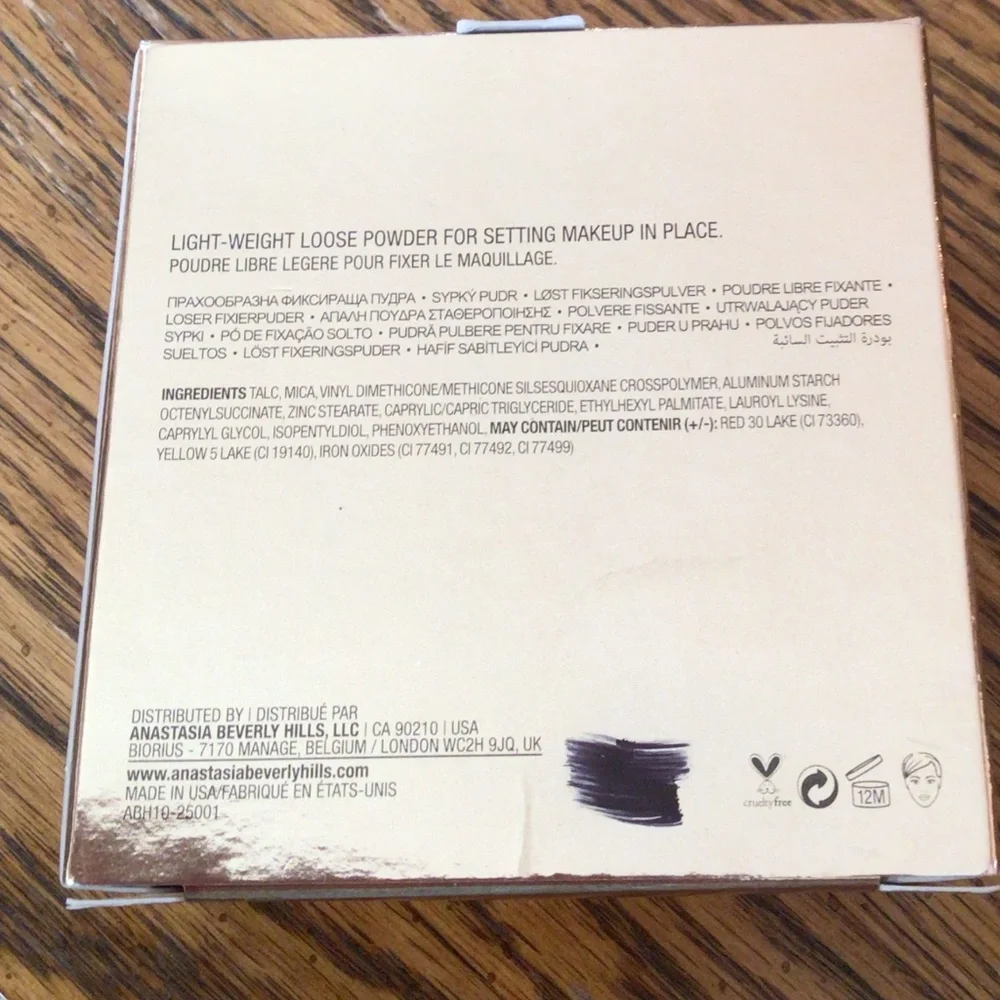 LIGHT-WEIGHT LOOSE POWDER FOR SETTING MAKEUP IN PLACE.
POUDRE LIBRE LEGERE POUR FIXER LE MAQUILLAGE.
ПРАХООБРАЗНА ФИКСИРАЩА ПУДРА • SYPKÝ PUDR • LØST FIKSERINGSPULVER • POUDRE LIBRE FIXANTE •
LOSER FIXIERPUDER • ΑΠΑΛΗ ΠΟΥΔΡΑ ΣΤΑΘΕΡΟΠΟΙΗΣΗΣ • POLVERE FISSANTE • UTRWALAJĄCY PUDER
SYPKI • PÓ DE FIXAÇÃO SOLTO • PUDRĂ PULBERE PENTRU FIXARE • PUDER U PRAHU • POLVOS FIJADORES
SUELTOS • LÖST FIXERINGSPUDER • HAFİF SABİTLEYİCİ PUDRA • بودرة التثبيت السائبة
INGREDIENTS TALC, MICA, VINYL DIMETHICONE/METHICONE SILSESQUIOXANE CROSSPOLYMER, ALUMINUM STARCH
OCTENYLSUCCINATE, ZINC STEARATE, CAPRYLIC/CAPRIC TRIGLYCERIDE, ETHYLHEXYL PALMITATE, LAUROYL LYSINE,
CAPRYLYL GLYCOL, ISOPENTYLDIOL, PHENOXYETHANOL, MAY CONTAIN/PEUT CONTENIR (+/-): RED 30 LAKE (CI 73360),
YELLOW 5 LAKE (CI 19140), IRON OXIDES (CI 77491, CI 77492, CI 77499)
DISTRIBUTED BY | DISTRIBUÉ PAR
ANASTASIA BEVERLY HILLS, LLC | CA 90210 | USA
BIORIUS - 7170 MANAGE, BELGIUM / LONDON WC2H 9JQ, UK
www.anastasiabeverlyhills.com
MADE IN USA/FABRIQUÉ EN ÉTATS-UNIS
ABH10-25001
crueltyfree
12M